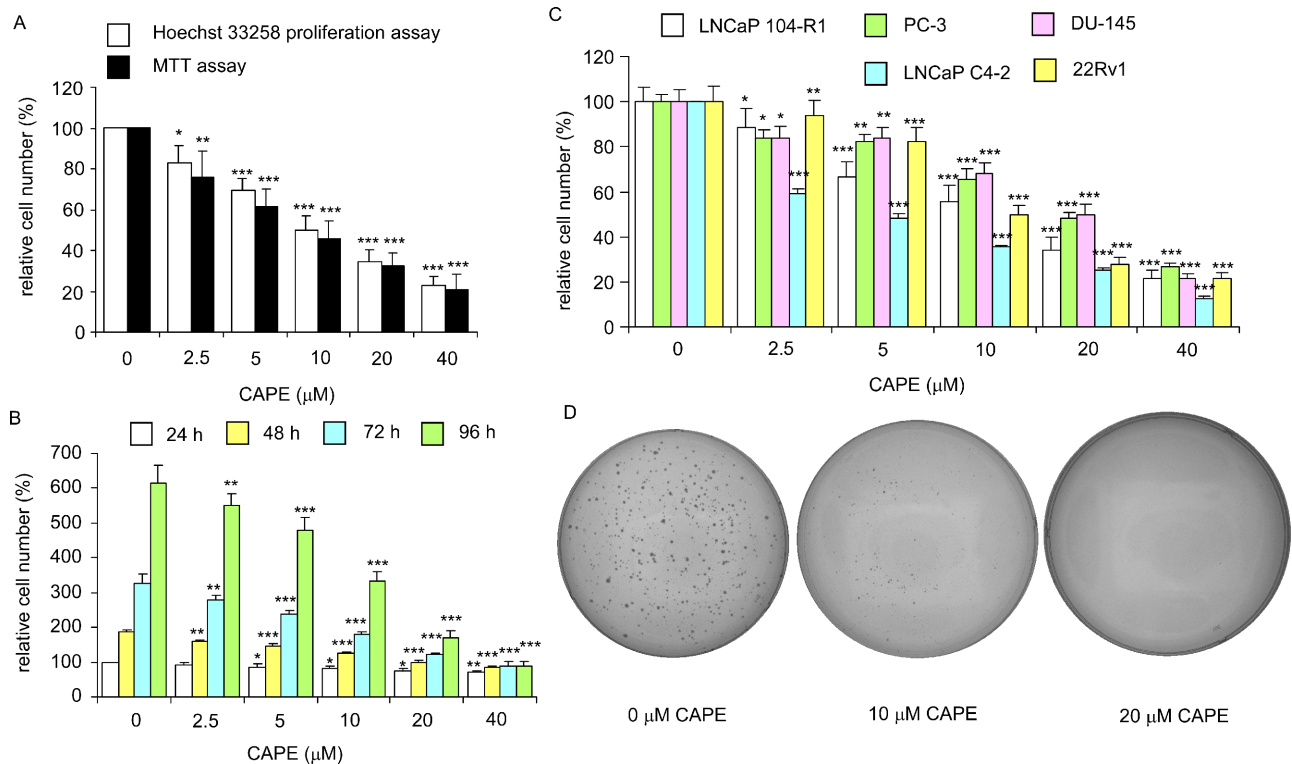 A
Hoechst 33258 proliferation assay
MTT assay
relative cell number (%)
120
100
80
60
40
20
0
* ** *** *** *** *** *** *** *** ***
0 2.5 5 10 20 40
CAPE (μM)
B
24 h 48 h 72 h 96 h
relative cell number (%)
700
600
500
400
300
200
100
0
** ** **
* *** *** ***
* *** *** ***
* *** *** ***
** *** *** ***
0 2.5 5 10 20 40
CAPE (μM)
C
LNCaP 104-R1 PC-3 DU-145
LNCaP C4-2 22Rv1
relative cell number (%)
120
100
80
60
40
20
0
* * * *** **
*** ** ** *** ***
*** *** *** *** ***
*** *** *** *** ***
*** *** *** *** ***
0 2.5 5 10 20 40
CAPE (μM)
D
0 μM CAPE 10 μM CAPE 20 μM CAPE